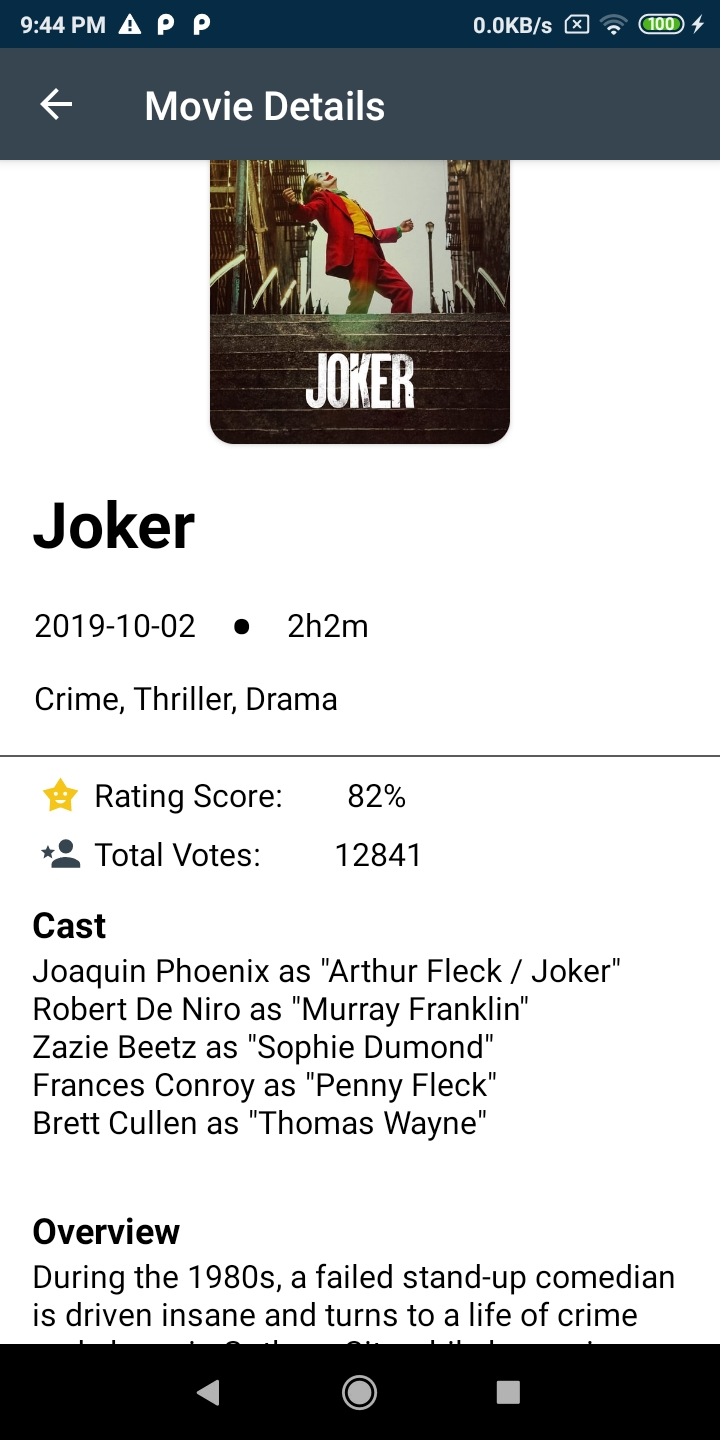 9:44 PM 0.0KB/s 100
Movie Details
JOKER
Joker
2019-10-02 ● 2h2m
Crime, Thriller, Drama
Rating Score: 82%
Total Votes: 12841
Cast
Joaquin Phoenix as "Arthur Fleck / Joker"
Robert De Niro as "Murray Franklin"
Zazie Beetz as "Sophie Dumond"
Frances Conroy as "Penny Fleck"
Brett Cullen as "Thomas Wayne"
Overview
During the 1980s, a failed stand-up comedian
is driven insane and turns to a life of crime